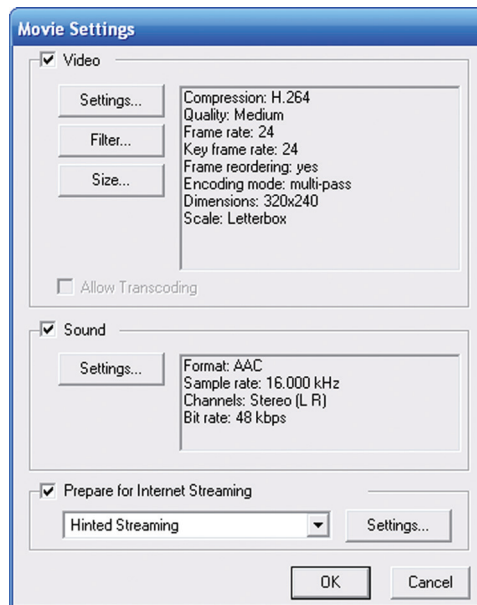 Movie Settings
Video
Settings...
Filter...
Size...
Compression: H.264
Quality: Medium
Frame rate: 24
Key frame rate: 24
Frame reordering: yes
Encoding mode: multi-pass
Dimensions: 320x240
Scale: Letterbox
Allow Transcoding
Sound
Settings...
Format: AAC
Sample rate: 16.000 kHz
Channels: Stereo (L R)
Bit rate: 48 kbps
Prepare for Internet Streaming
Hinted Streaming
Settings...
OK
Cancel